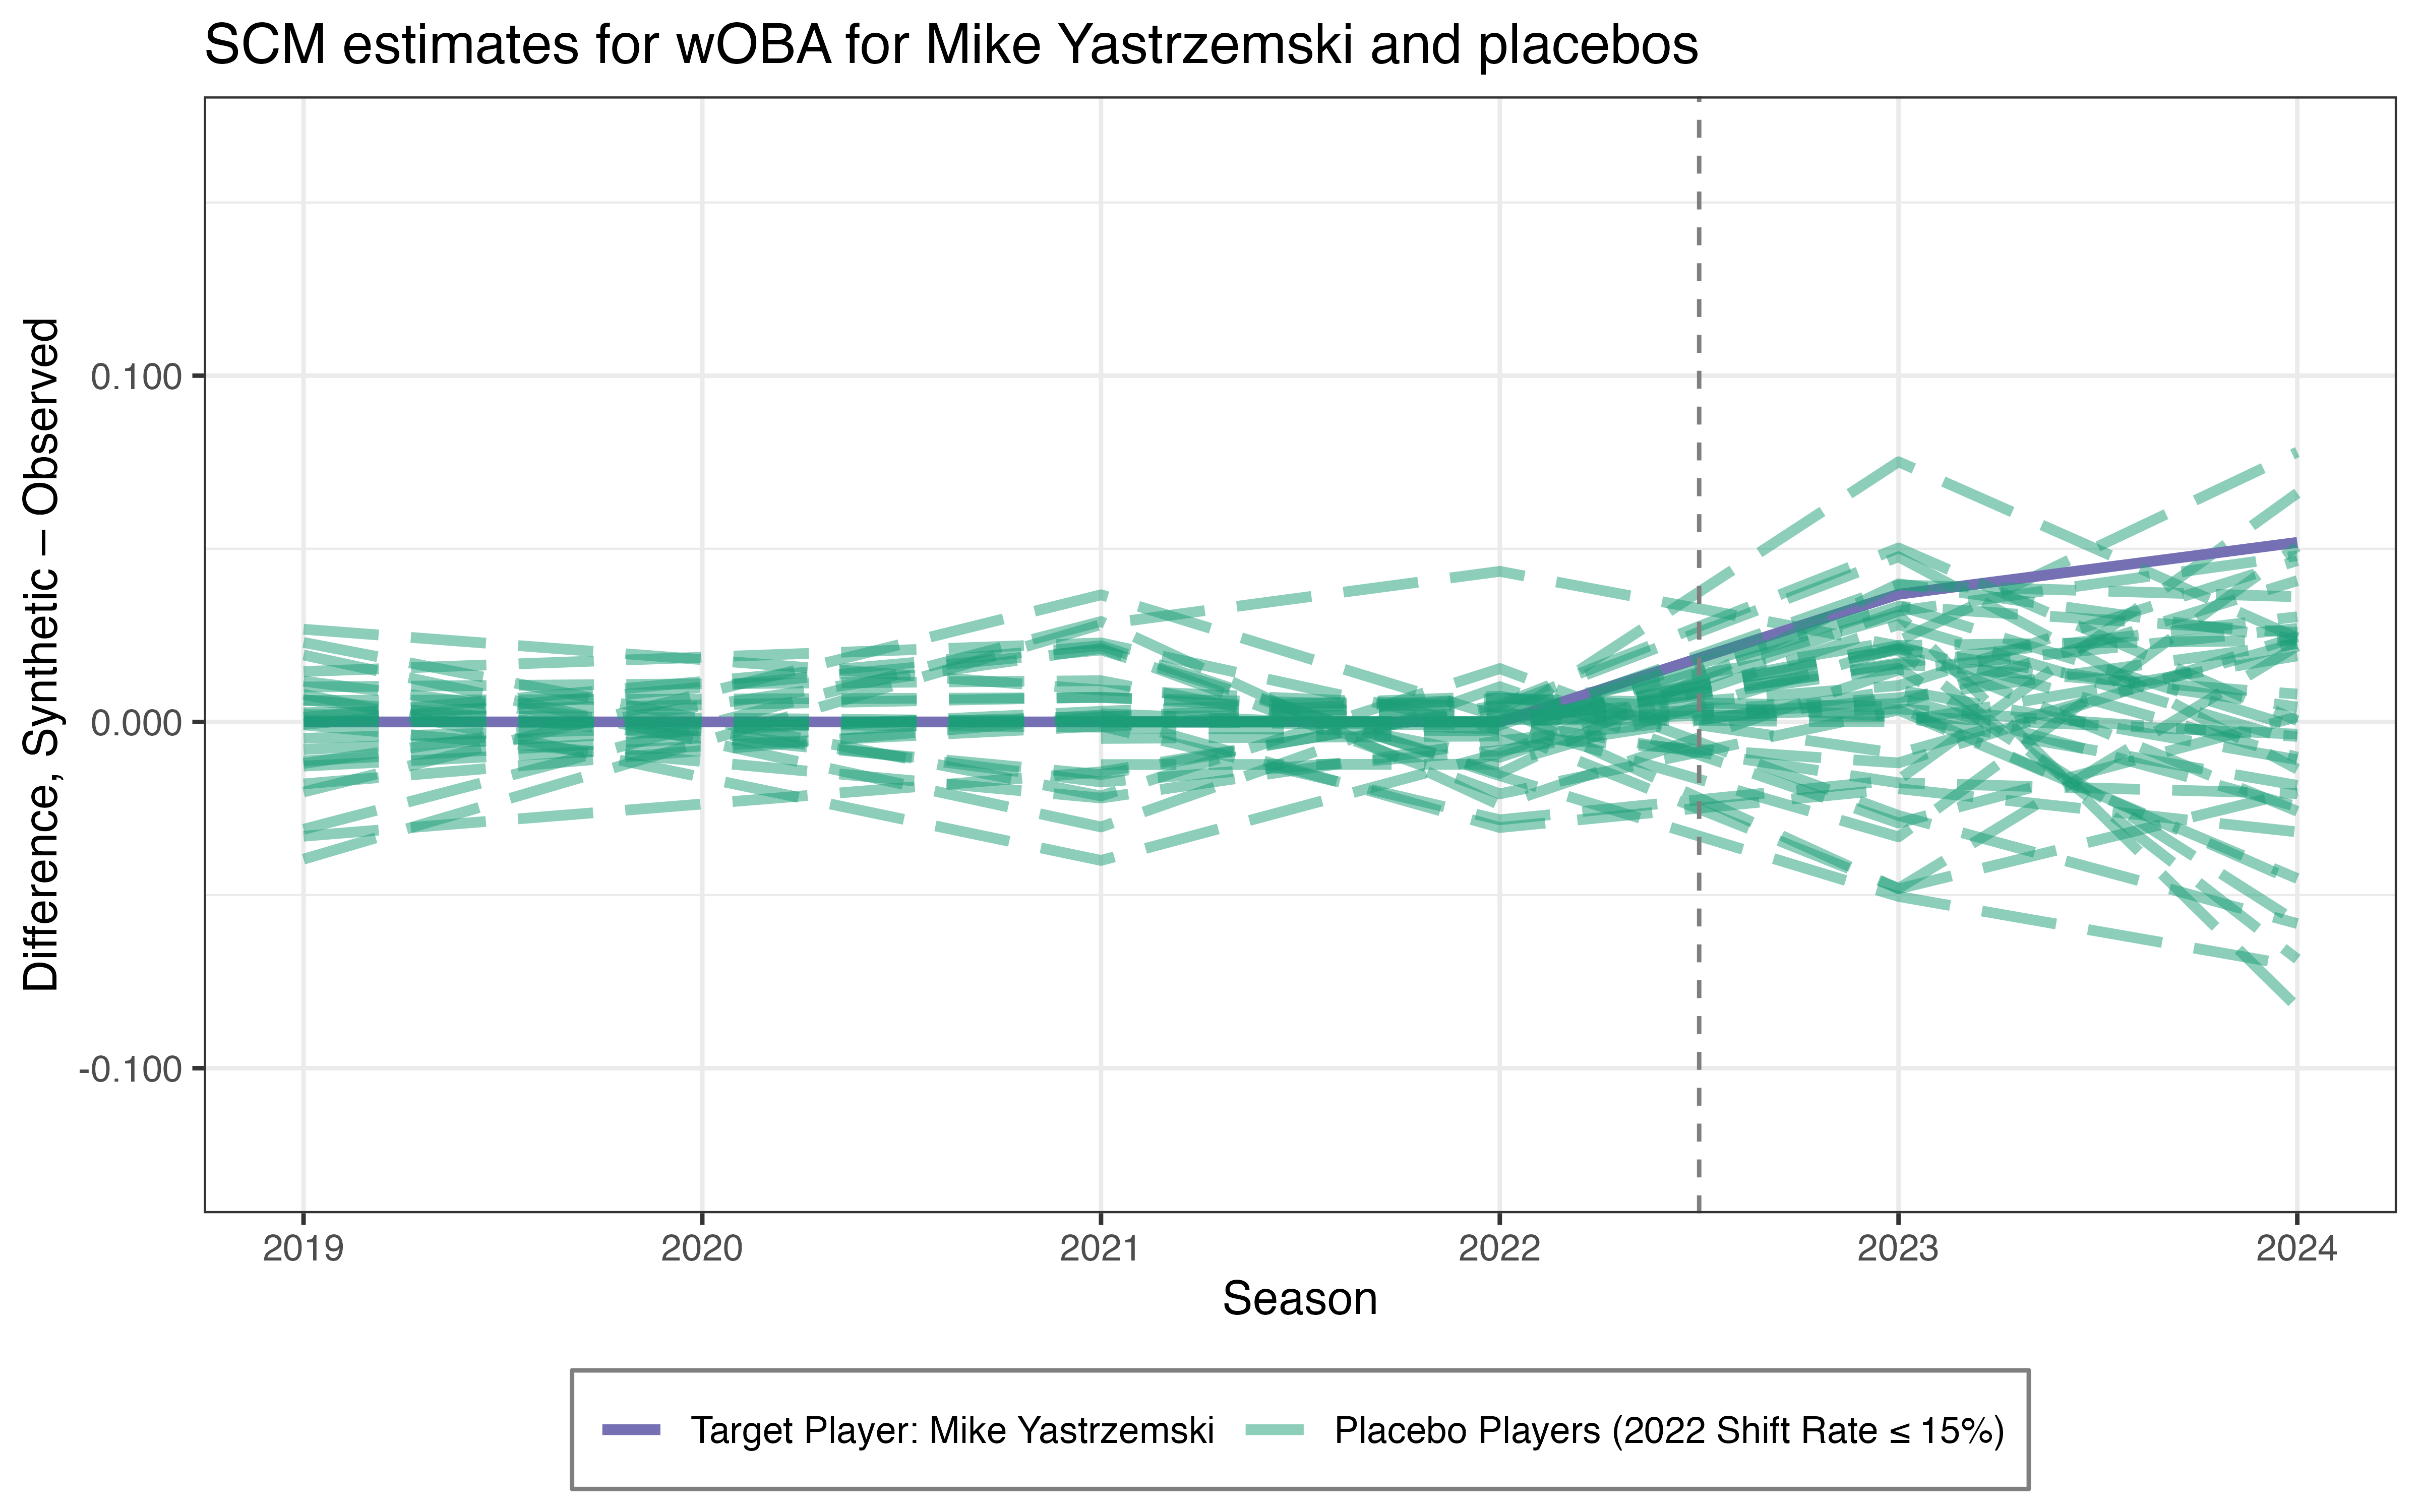 SCM estimates for wOBA for Mike Yastrzemski and placebos
Difference, Synthetic – Observed
0.100
0.000
-0.100
2019 2020 2021 2022 2023 2024
Season
Target Player: Mike Yastrzemski Placebo Players (2022 Shift Rate ≤ 15%)